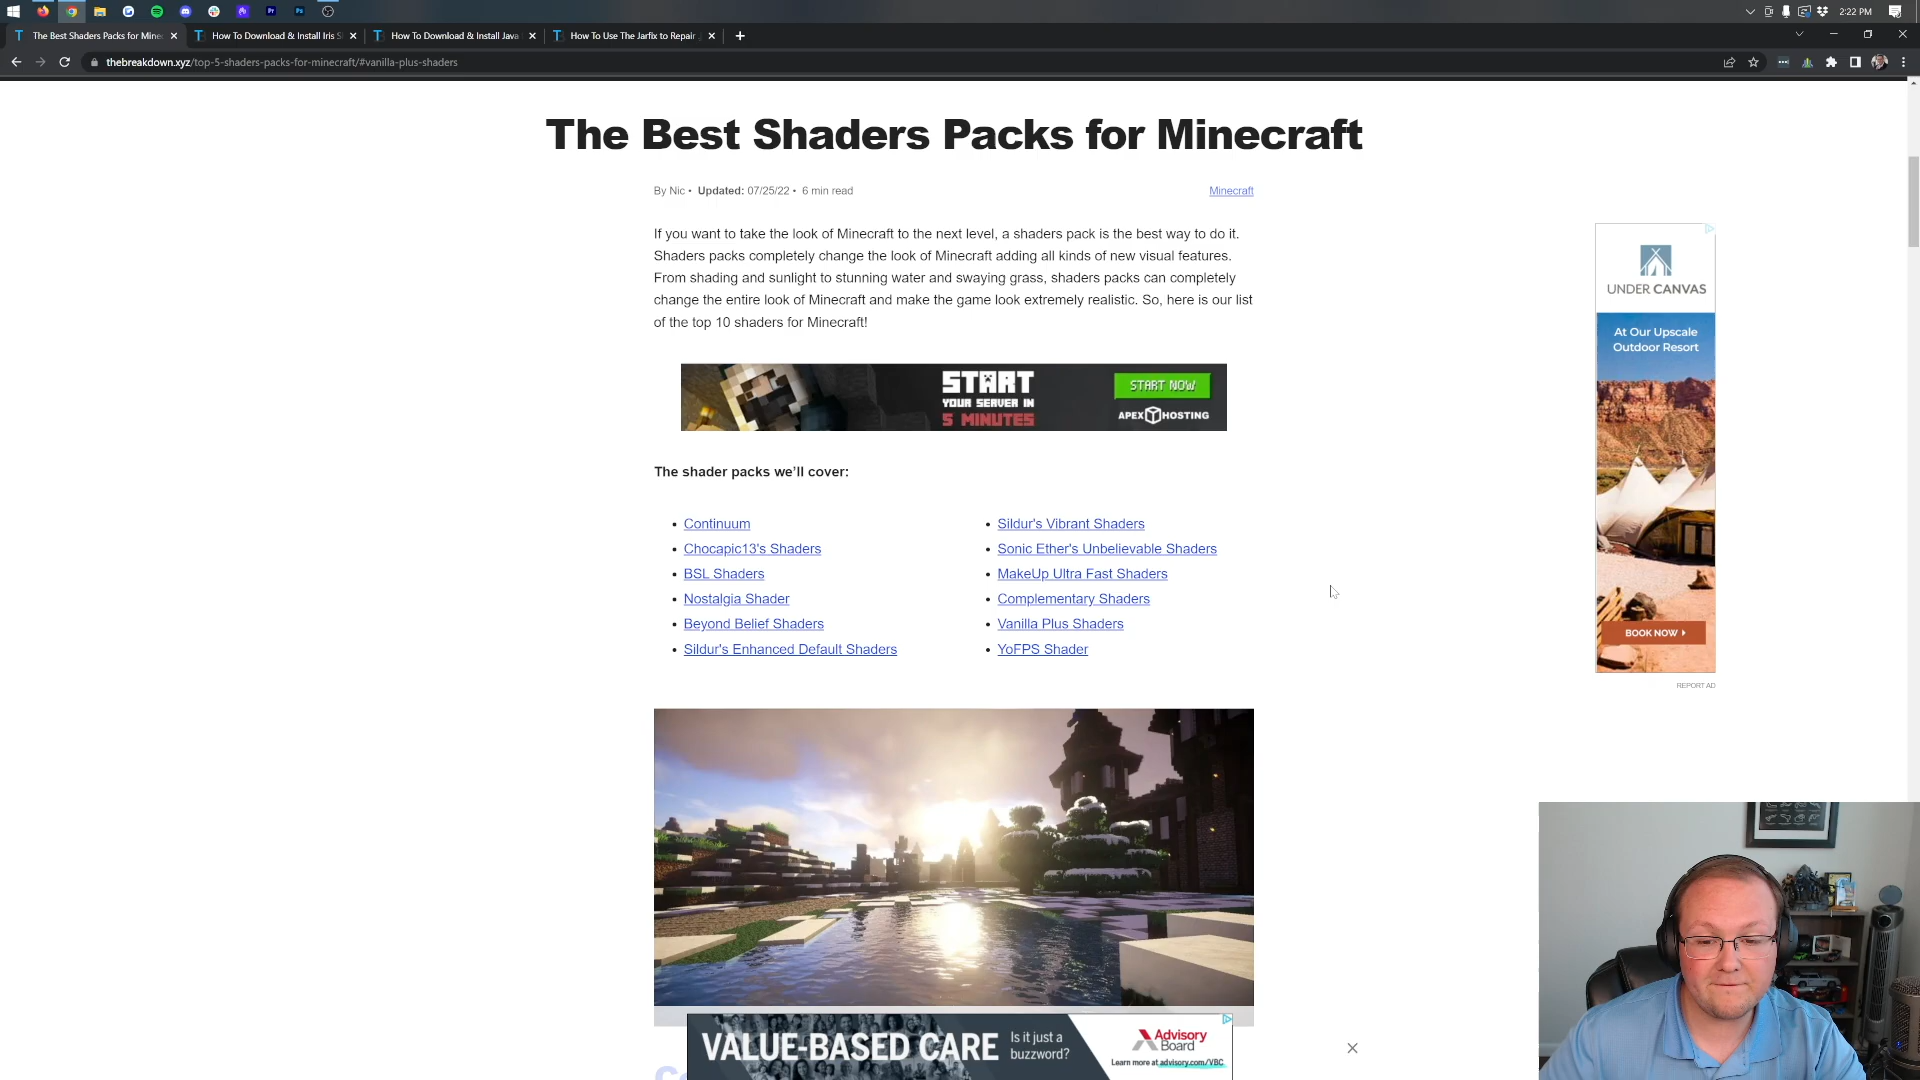 2:22 PM
The Best Shaders Packs for Mine
How To Download & Install Iris S
How To Download & Install Java
How To Use The Jarfix to Repair
thebreakdown.xyz/top-5-shaders-packs-for-minecraft/#vanilla-plus-shaders
The Best Shaders Packs for Minecraft
By Nic • Updated: 07/25/22 • 6 min read
Minecraft
If you want to take the look of Minecraft to the next level, a shaders pack is the best way to do it.
Shaders packs completely change the look of Minecraft adding all kinds of new visual features.
From shading and sunlight to stunning water and swaying grass, shaders packs can completely
change the entire look of Minecraft and make the game look extremely realistic. So, here is our list
of the top 10 shaders for Minecraft!
START
YOUR SERVER IN
5 MINUTES
START NOW
APEX HOSTING
The shader packs we'll cover:
• Continuum
• Chocapic13's Shaders
• BSL Shaders
• Nostalgia Shader
• Beyond Belief Shaders
• Sildur's Enhanced Default Shaders
• Sildur's Vibrant Shaders
• Sonic Ether's Unbelievable Shaders
• MakeUp Ultra Fast Shaders
• Complementary Shaders
• Vanilla Plus Shaders
• YoFPS Shader
UNDER CANVAS
At Our Upscale
Outdoor Resort
BOOK NOW
REPORT AD
VALUE-BASED CARE
Is it just a
buzzword?
Advisory
Board
Learn more at advisory.com/VBC